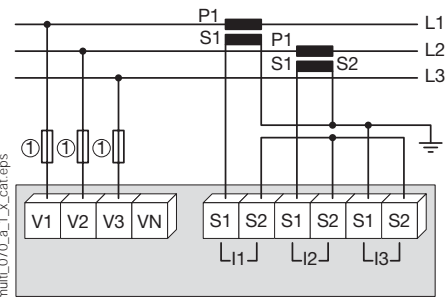 P1 L1
S1 P1 L2
S1 S2 L3
① ① ①
V1 V2 V3 VN S1 S2 S1 S2 S1 S2
I1 I2 I3
multi_070_a_1_x_cat.eps